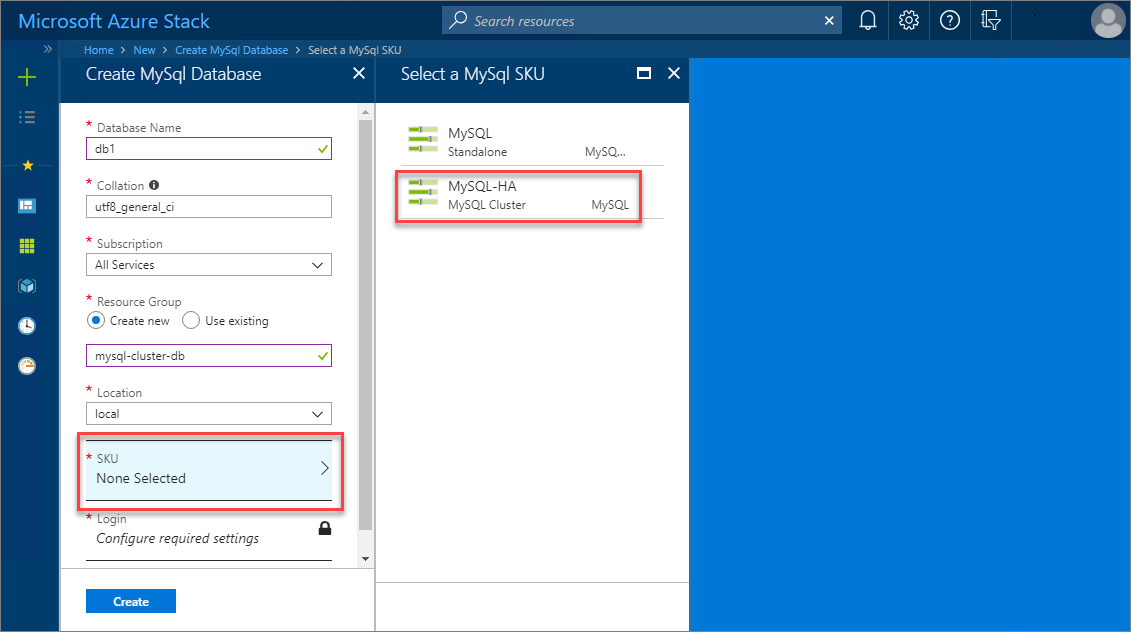 Microsoft Azure Stack
Search resources
Home > New > Create MySql Database > Select a MySql SKU
Create MySql Database
* Database Name
db1
* Collation
utf8_general_ci
* Subscription
All Services
* Resource Group
Create new Use existing
mysql-cluster-db
* Location
local
* SKU
None Selected
* Login
Configure required settings
Create
Select a MySql SKU
MySQL
Standalone MySQ...
MySQL-HA
MySQL Cluster MySQL